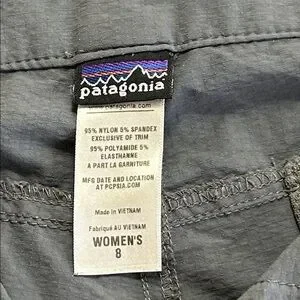 patagonia
www.patagonia.com
95% NYLON 5% SPANDEX
EXCLUSIVE OF TRIM
95% POLYAMIDE 5%
ELASTHANNE
A PART LA GARNITURE
MFG DATE AND LOCATION
AT PCPSIA.COM
Made in VIETNAM
Fabriqué AU VIETNAM
WOMEN'S
8